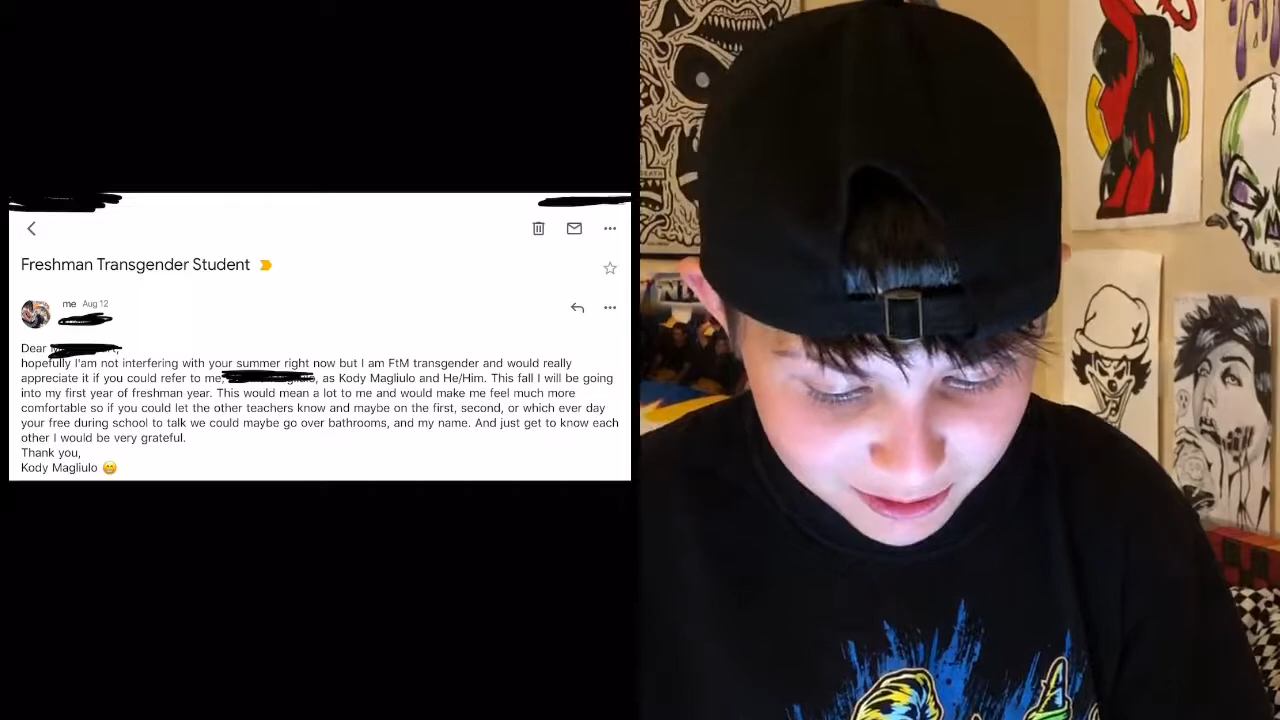 Freshman Transgender Student
me Aug 12
Dear
hopefully I'am not interfering with your summer right now but I am FtM transgender and would really
appreciate it if you could refer to me, as Kody Magliulo and He/Him. This fall I will be going
into my first year of freshman year. This would mean a lot to me and would make me feel much more
comfortable so if you could let the other teachers know and maybe on the first, second, or which ever day
your free during school to talk we could maybe go over bathrooms, and my name. And just get to know each
other I would be very grateful.
Thank you,
Kody Magliulo
DEATH